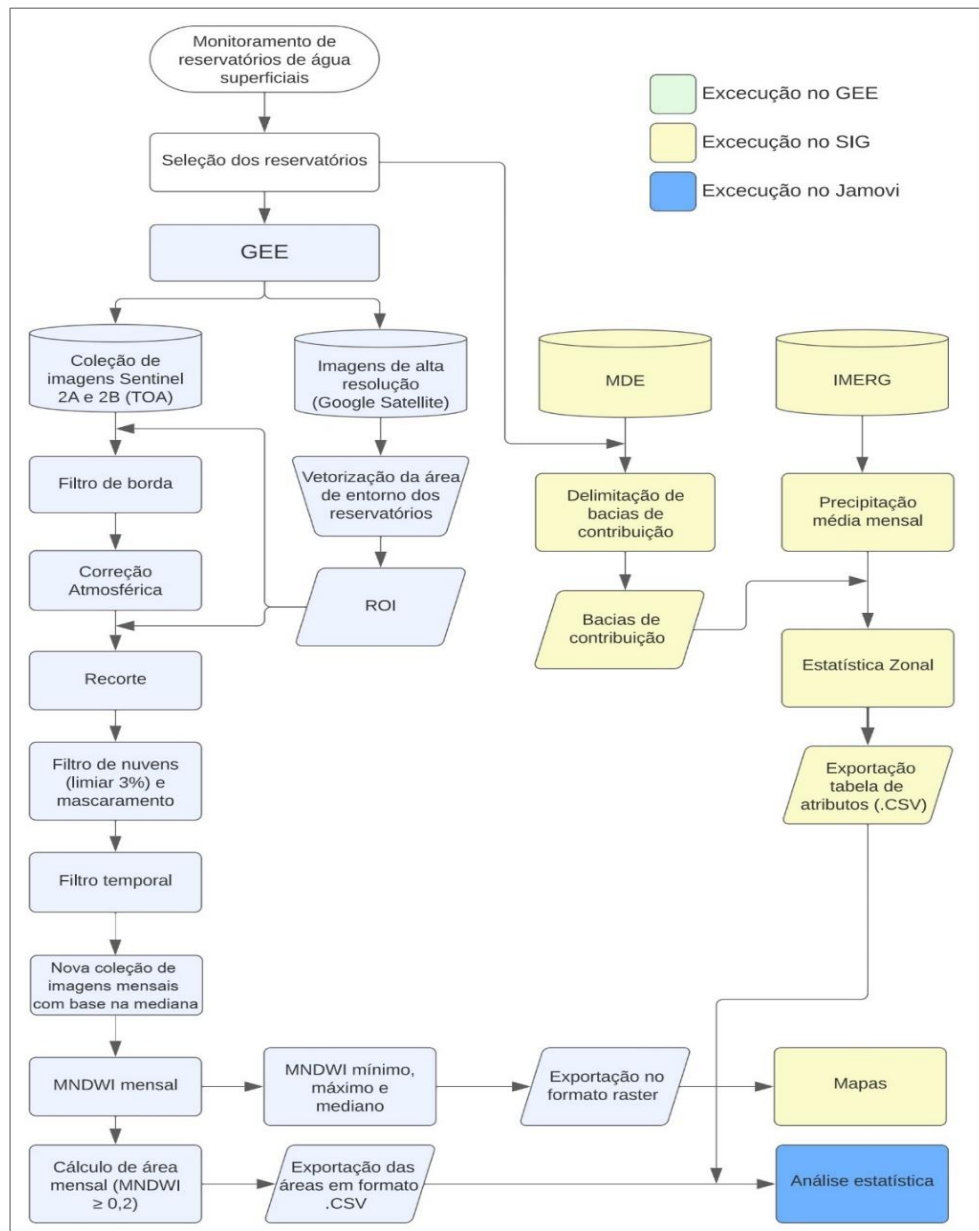 Monitoramento de
reservatórios de água
superficiais
Excecução no GEE
Excecução no SIG
Excecução no Jamovi
Seleção dos reservatórios
GEE
Coleção de
imagens Sentinel
2A e 2B (TOA)
Imagens de alta
resolução
(Google Satellite)
MDE
IMERG
Filtro de borda
Vetorização da área
de entorno dos
reservatórios
Delimitação de
bacias de
contribuição
Precipitação
média mensal
Correção
Atmosférica
ROI
Bacias de
contribuição
Recorte
Estatística Zonal
Filtro de nuvens
(limiar 3%) e
mascaramento
Exportação
tabela de
atributos (.CSV)
Filtro temporal
Nova coleção de
imagens mensais
com base na mediana
MNDWI mensal
MNDWI mínimo,
máximo e
mediano
Exportação no
formato raster
Mapas
Cálculo de área
mensal (MNDWI
≥ 0,2)
Exportação das
áreas em formato
.CSV
Análise estatística